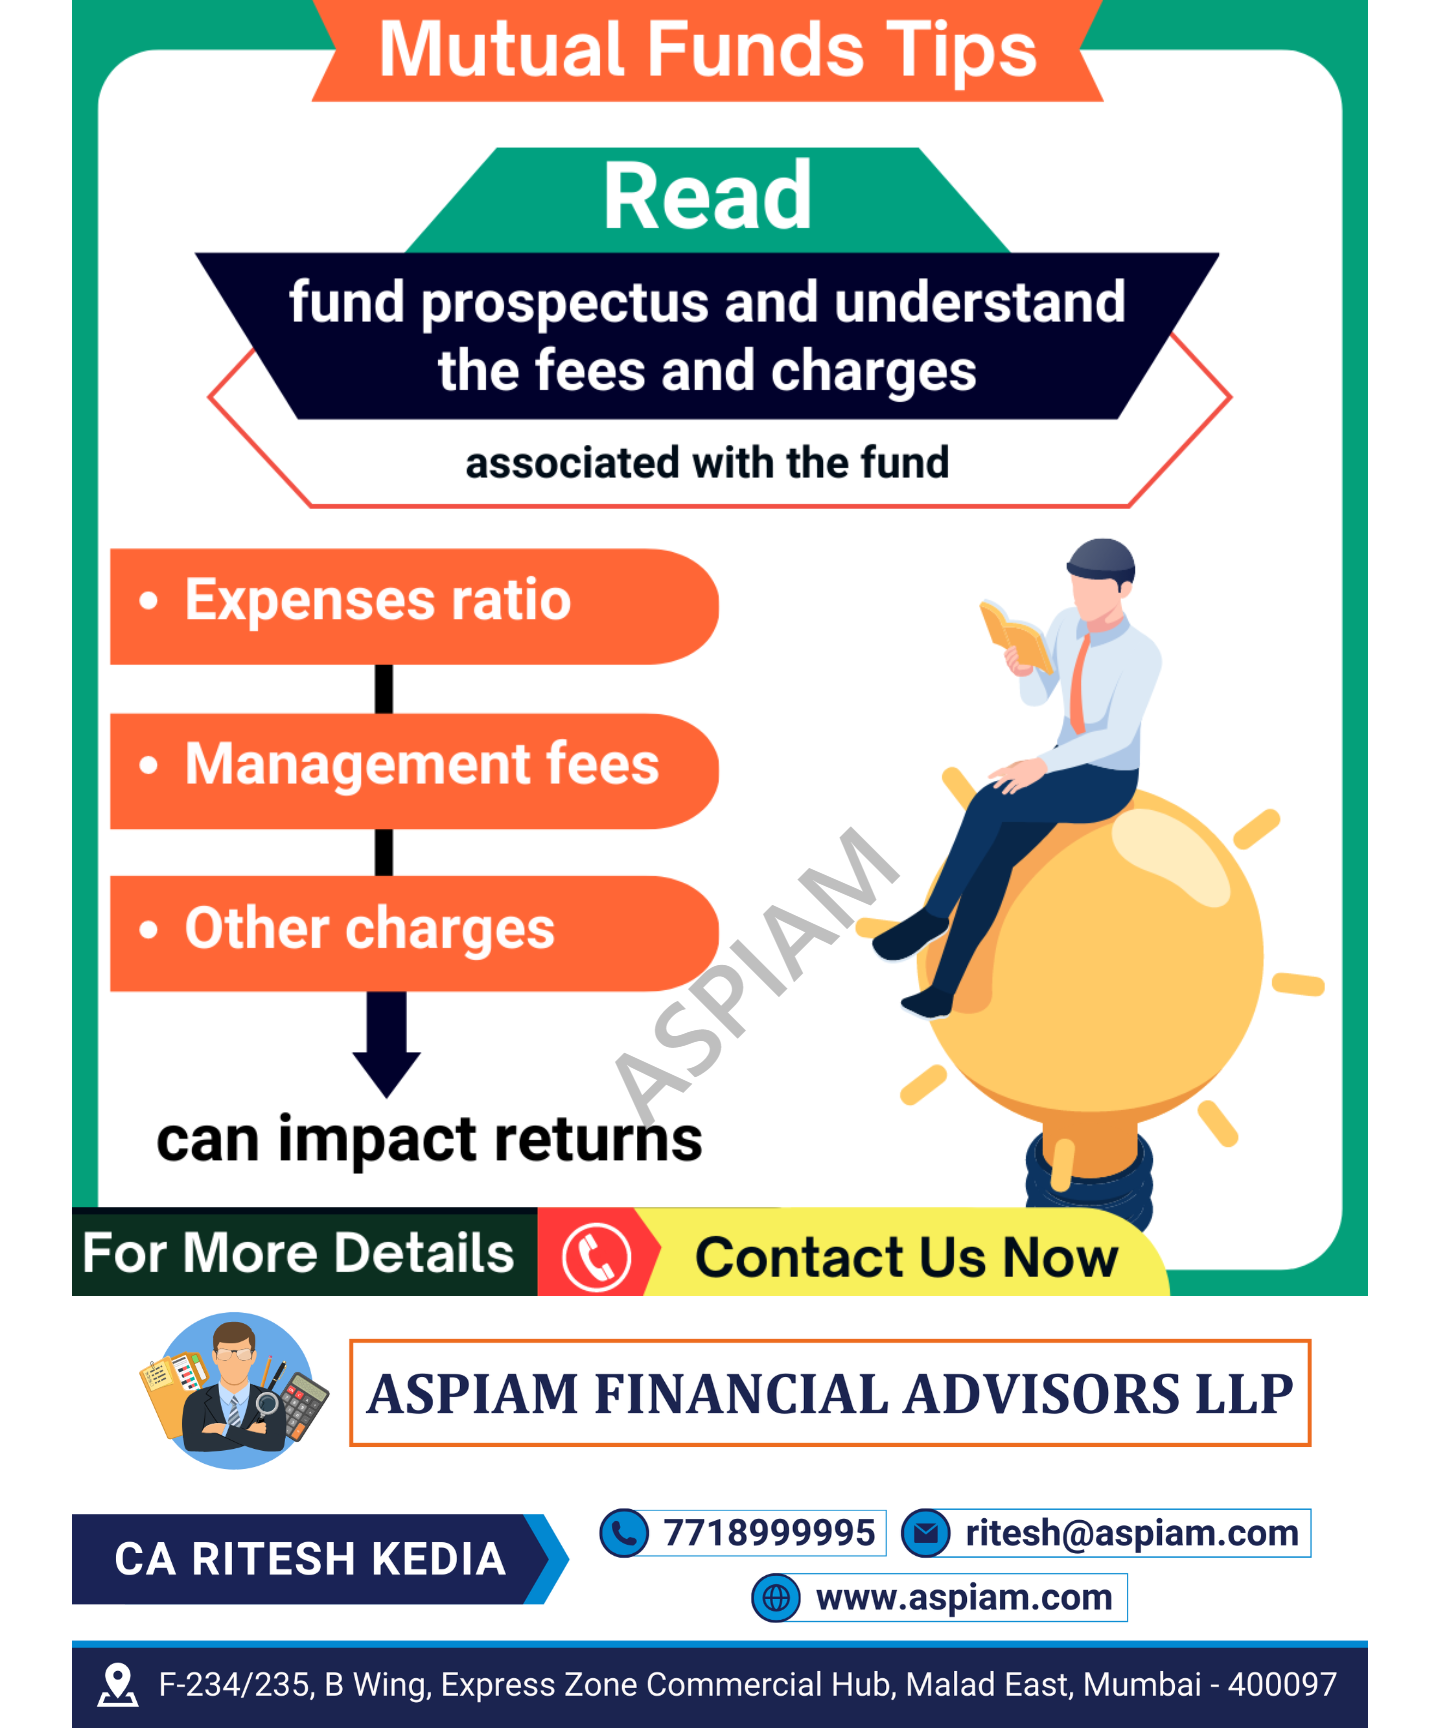 Mutual Funds Tips
Read
fund prospectus and understand
the fees and charges
associated with the fund
• Expenses ratio
• Management fees
• Other charges
can impact returns
ASPIAM
For More Details
Contact Us Now
ASPIAM FINANCIAL ADVISORS LLP
CA RITESH KEDIA
7718999995
ritesh@aspiam.com
www.aspiam.com
F-234/235, B Wing, Express Zone Commercial Hub, Malad East, Mumbai - 400097